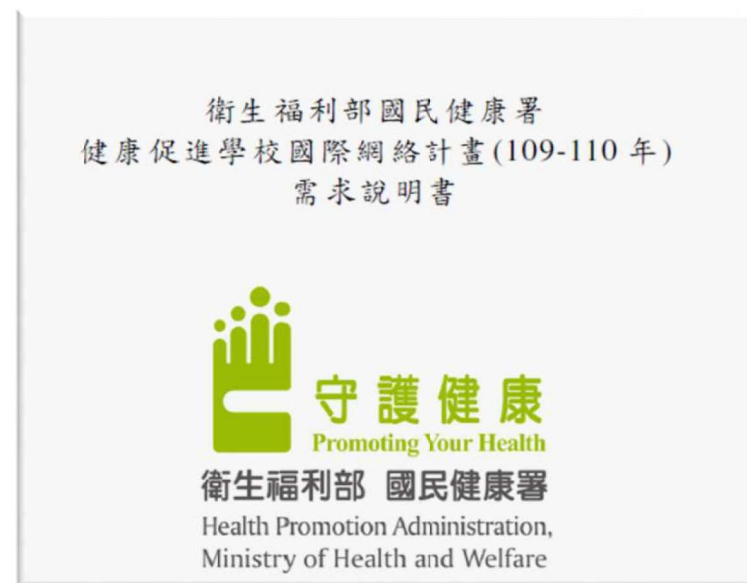 衛生福利部國民健康署
健康促進學校國際網絡計畫(109-110 年)
需求說明書
守護健康
Promoting Your Health
衛生福利部 國民健康署
Health Promotion Administration,
Ministry of Health and Welfare